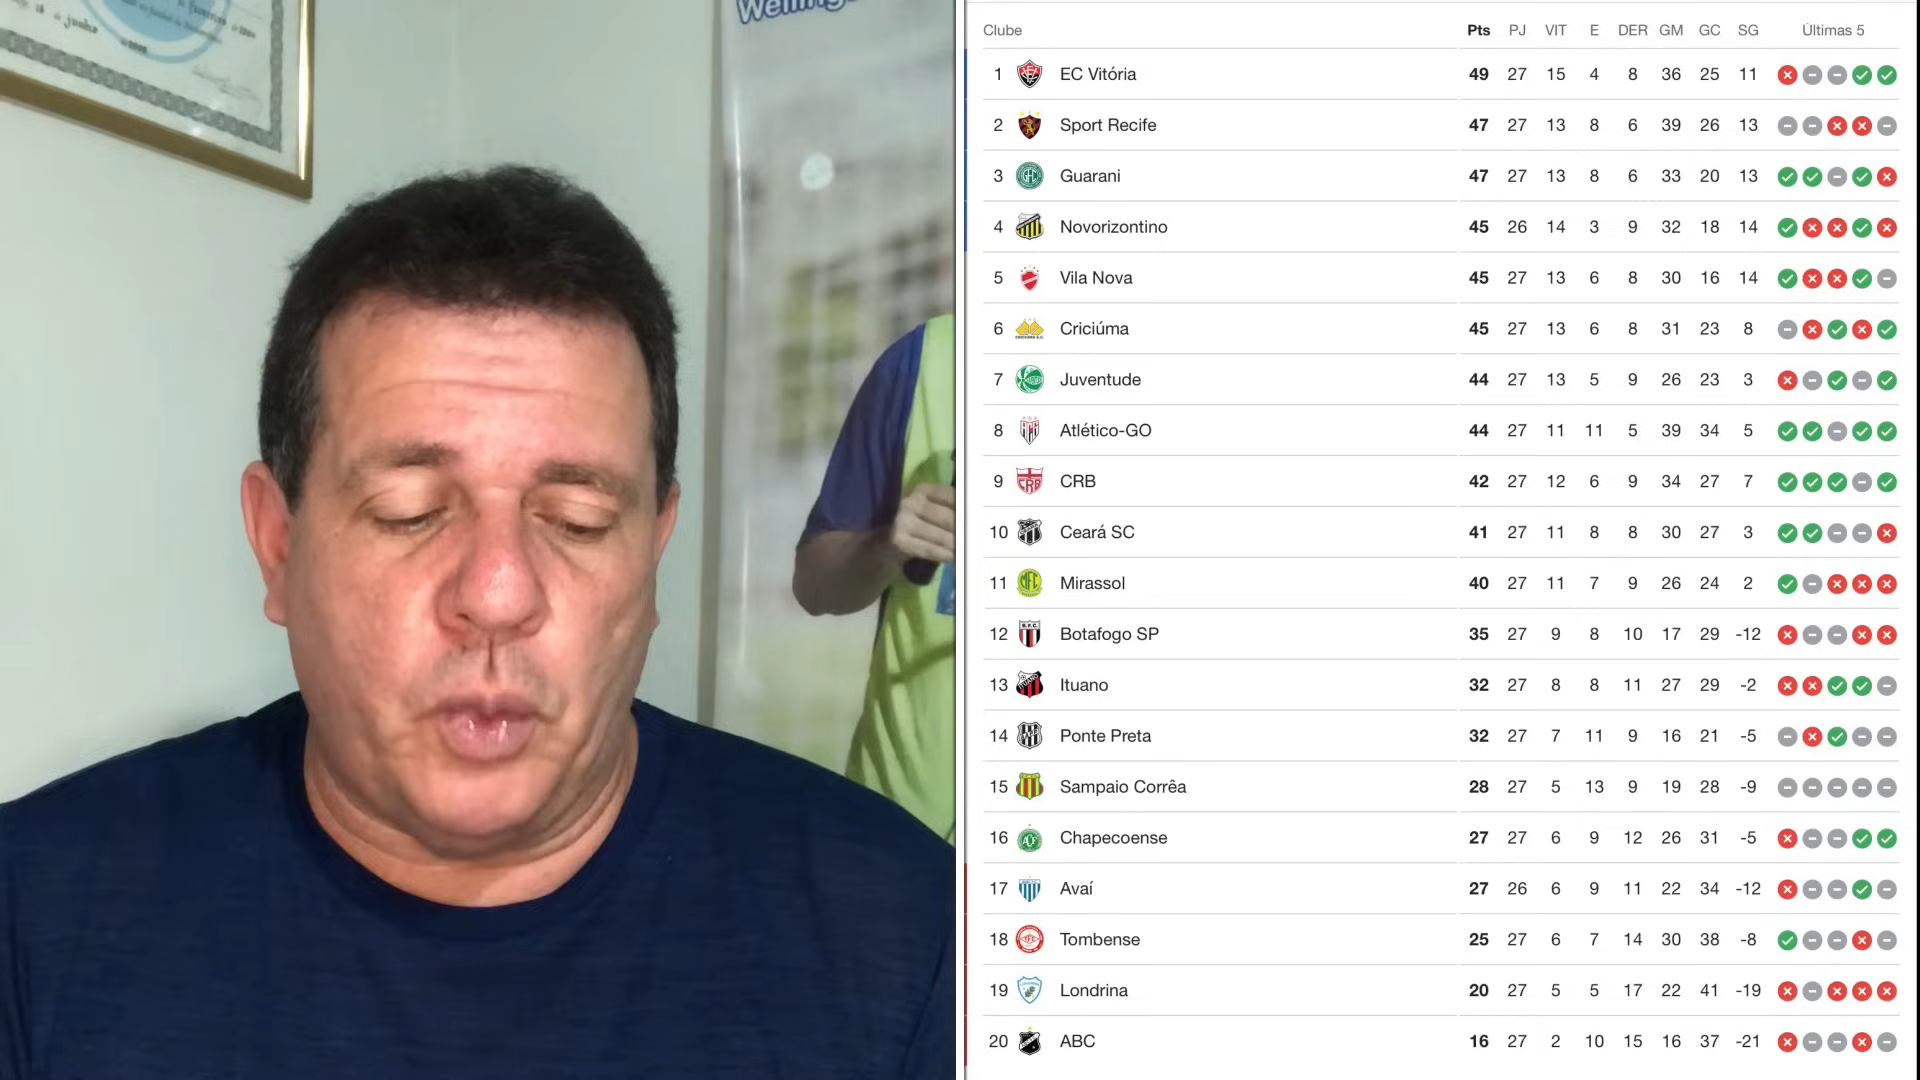 junho
Clube Pts PJ VIT E DER GM GC SG Últimas 5
1 EC Vitória 49 27 15 4 8 36 25 11
2 Sport Recife 47 27 13 8 6 39 26 13
3 Guarani 47 27 13 8 6 33 20 13
4 Novorizontino 45 26 14 3 9 32 18 14
5 Vila Nova 45 27 13 6 8 30 16 14
6 Criciúma 45 27 13 6 8 31 23 8
7 Juventude 44 27 13 5 9 26 23 3
8 Atlético-GO 44 27 11 11 5 39 34 5
9 CRB 42 27 12 6 9 34 27 7
10 Ceará SC 41 27 11 8 8 30 27 3
11 Mirassol 40 27 11 7 9 26 24 2
12 Botafogo SP 35 27 9 8 10 17 29 -12
13 Ituano 32 27 8 8 11 27 29 -2
14 Ponte Preta 32 27 7 11 9 16 21 -5
15 Sampaio Corrêa 28 27 5 13 9 19 28 -9
16 Chapecoense 27 27 6 9 12 26 31 -5
17 Avaí 27 26 6 9 11 22 34 -12
18 Tombense 25 27 6 7 14 30 38 -8
19 Londrina 20 27 5 5 17 22 41 -19
20 ABC 16 27 2 10 15 16 37 -21